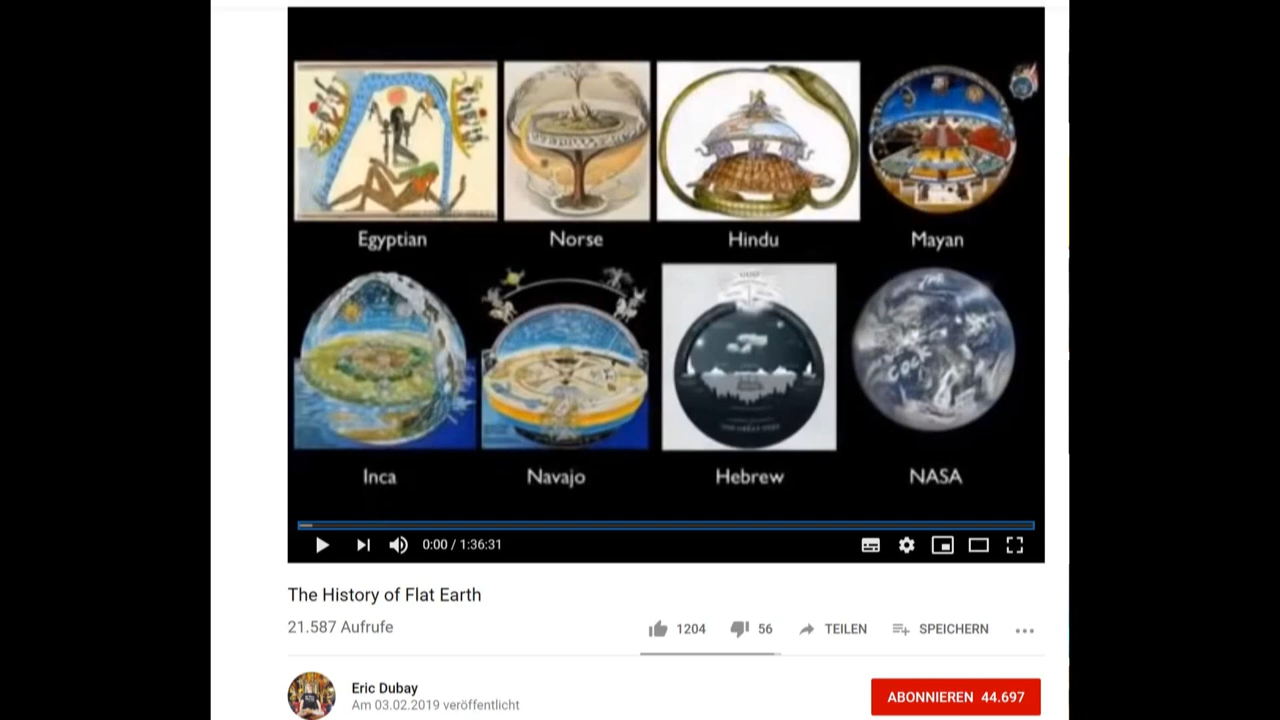 Egyptian Norse Hindu Mayan
Inca Navajo Hebrew NASA
0:00 / 1:36:31
The History of Flat Earth
21.587 Aufrufe
1204 56 TEILEN SPEICHERN
Eric Dubay
Am 03.02.2019 veröffentlicht
ABONNIEREN 44.697